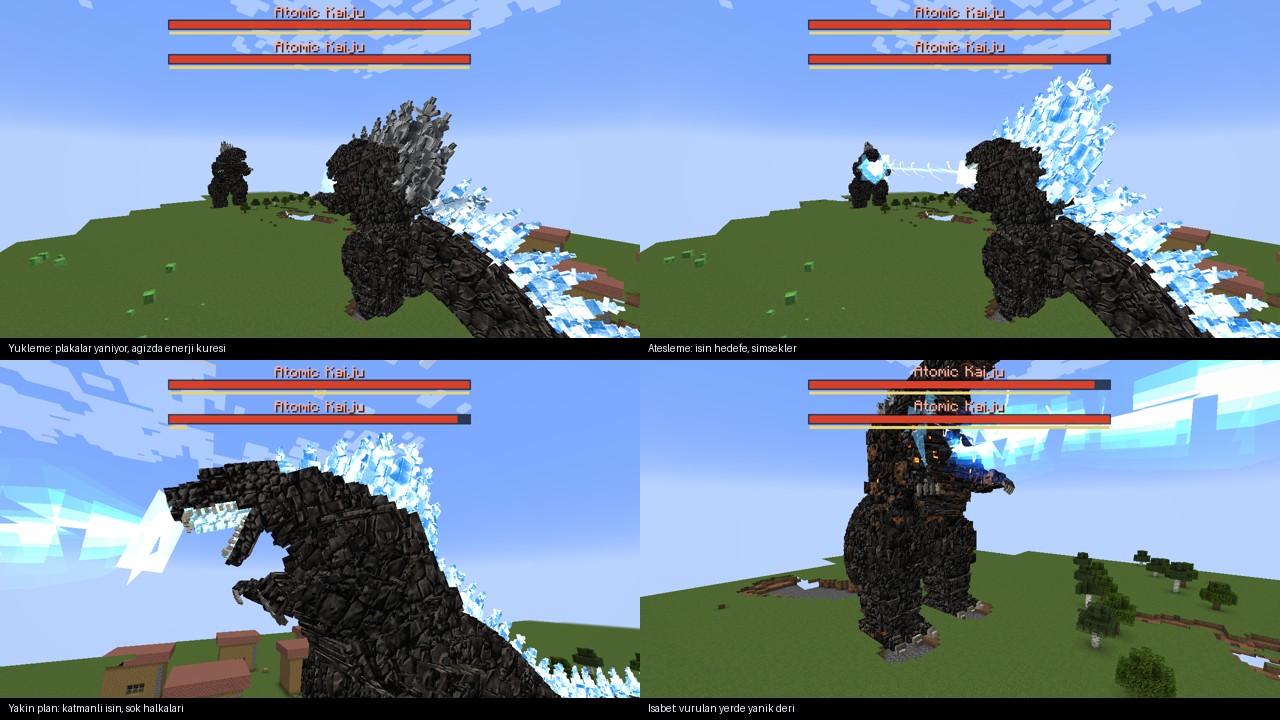 Atomic Kaiju
Atomic Kaiju
Atomic Kaiju
Atomic Kaiju
Yukleme: plakalar yaniyor, agizda enerji kuresi
Atesleme: isin hedefe, simsekler
Atomic Kaiju
Atomic Kaiju
Atomic Kaiju
Atomic Kaiju
Yakin plan: katmanli isin, sok halkalari
Isabet: vurulan yerde yanik deri